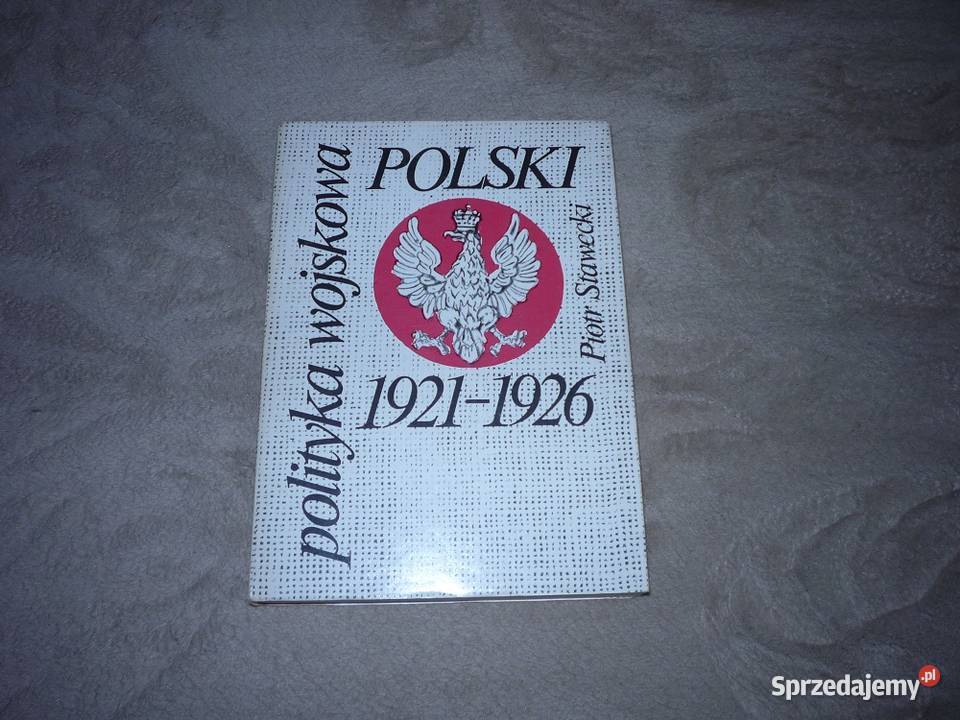 polityka wojskowa
POLSKI
1921-1926
Piotr Stawecki
Sprzedajemy.pl